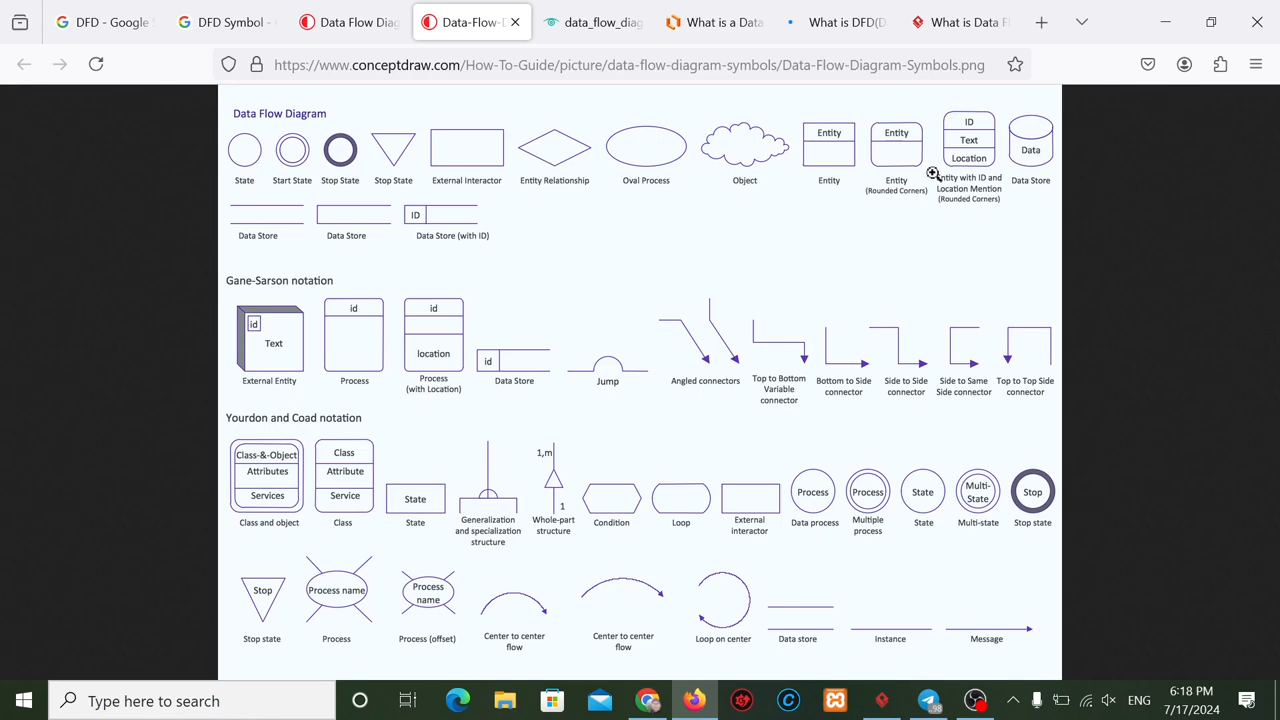 DFD - Google S
DFD Symbol -
Data Flow Diag
Data-Flow-D
data_flow_diag
What is a Data
What is DFD(D
What is Data F
https://www.conceptdraw.com/How-To-Guide/picture/data-flow-diagram-symbols/Data-Flow-Diagram-Symbols.png
Data Flow Diagram
Entity
Entity
ID
Text
Location
Data
State
Start State
Stop State
Stop State
External Interactor
Entity Relationship
Oval Process
Object
Entity
Entity
(Rounded Corners)
Entity with ID and
Location Mention
(Rounded Corners)
Data Store
ID
Data Store
Data Store
Data Store (with ID)
Gane-Sarson notation
id
Text
id
id
location
id
External Entity
Process
Process
(with Location)
Data Store
Jump
Angled connectors
Top to Bottom
Variable
connector
Bottom to Side
connector
Side to Side
connector
Side to Same
Side connector
Top to Top Side
connector
Yourdon and Coad notation
Class-&-Object
Attributes
Services
Class
Attribute
Service
State
1,m
1
Process
Process
State
Multi-
State
Stop
Class and object
Class
State
Generalization
and specialization
structure
Whole-part
structure
Condition
Loop
External
interactor
Data process
Multiple
process
State
Multi-state
Stop state
Stop
Process name
Process
name
Stop state
Process
Process (offset)
Center to center
flow
Center to center
flow
Loop on center
Data store
Instance
Message
Type here to search
98
ENG
6:18 PM
7/17/2024